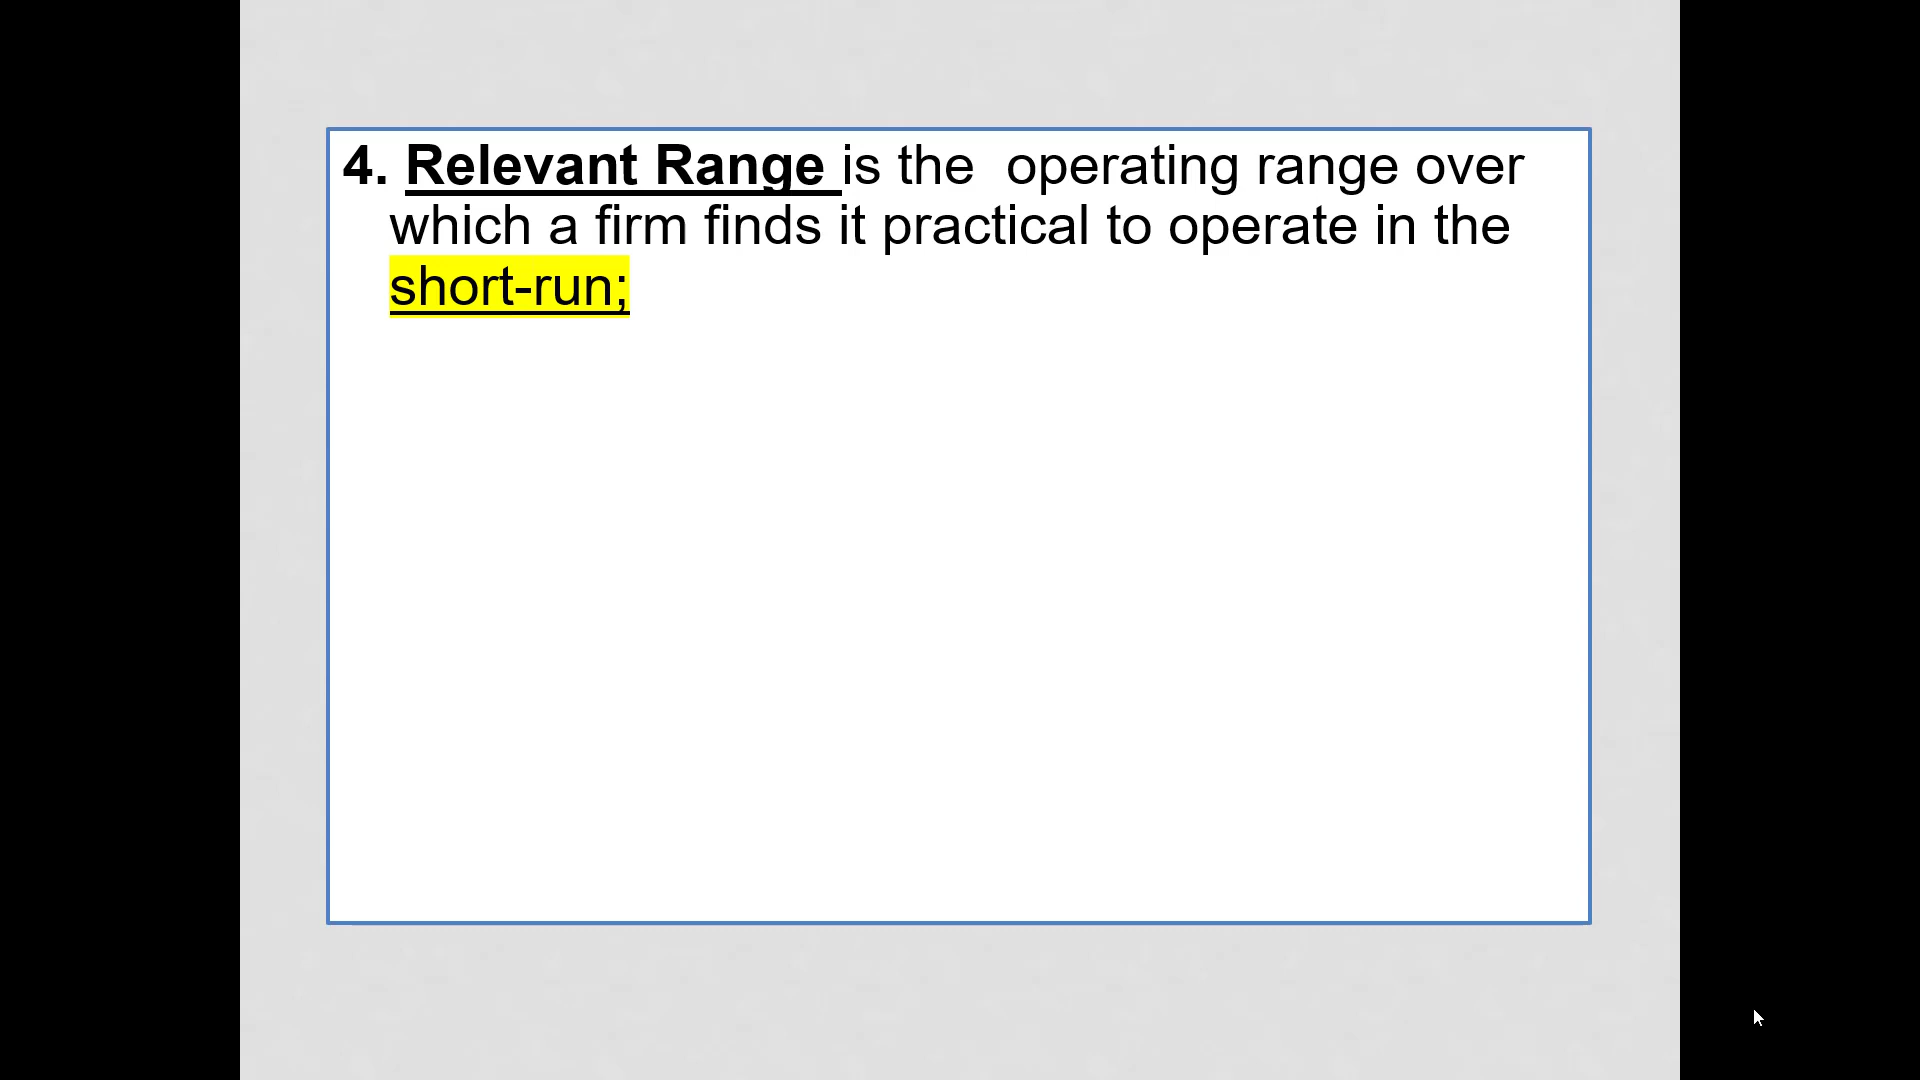 4. Relevant Range is the  operating range over
which a firm finds it practical to operate in the
short-run;